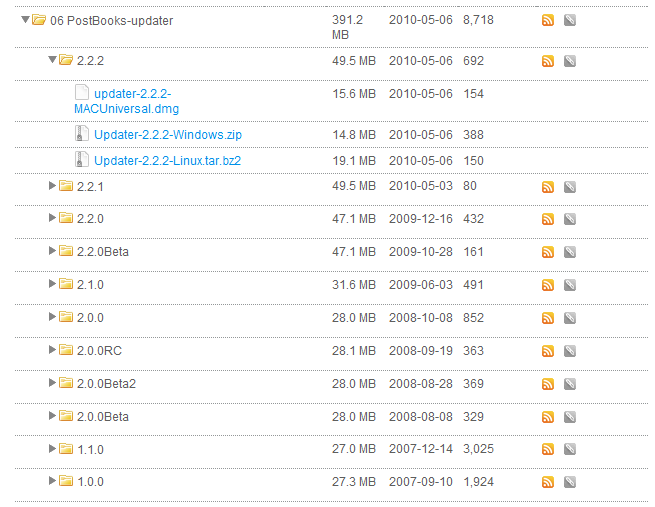 06 PostBooks-updater 391.2 2010-05-06 8,718
MB
2.2.2 49.5 MB 2010-05-06 692
updater-2.2.2- 15.6 MB 2010-05-06 154
MACUniversal.dmg
Updater-2.2.2-Windows.zip 14.8 MB 2010-05-06 388
Updater-2.2.2-Linux.tar.bz2 19.1 MB 2010-05-06 150
2.2.1 49.5 MB 2010-05-03 80
2.2.0 47.1 MB 2009-12-16 432
2.2.0Beta 47.1 MB 2009-10-28 161
2.1.0 31.6 MB 2009-06-03 491
2.0.0 28.0 MB 2008-10-08 852
2.0.0RC 28.1 MB 2008-09-19 363
2.0.0Beta2 28.0 MB 2008-08-28 369
2.0.0Beta 28.0 MB 2008-08-08 329
1.1.0 27.0 MB 2007-12-14 3,025
1.0.0 27.3 MB 2007-09-10 1,924